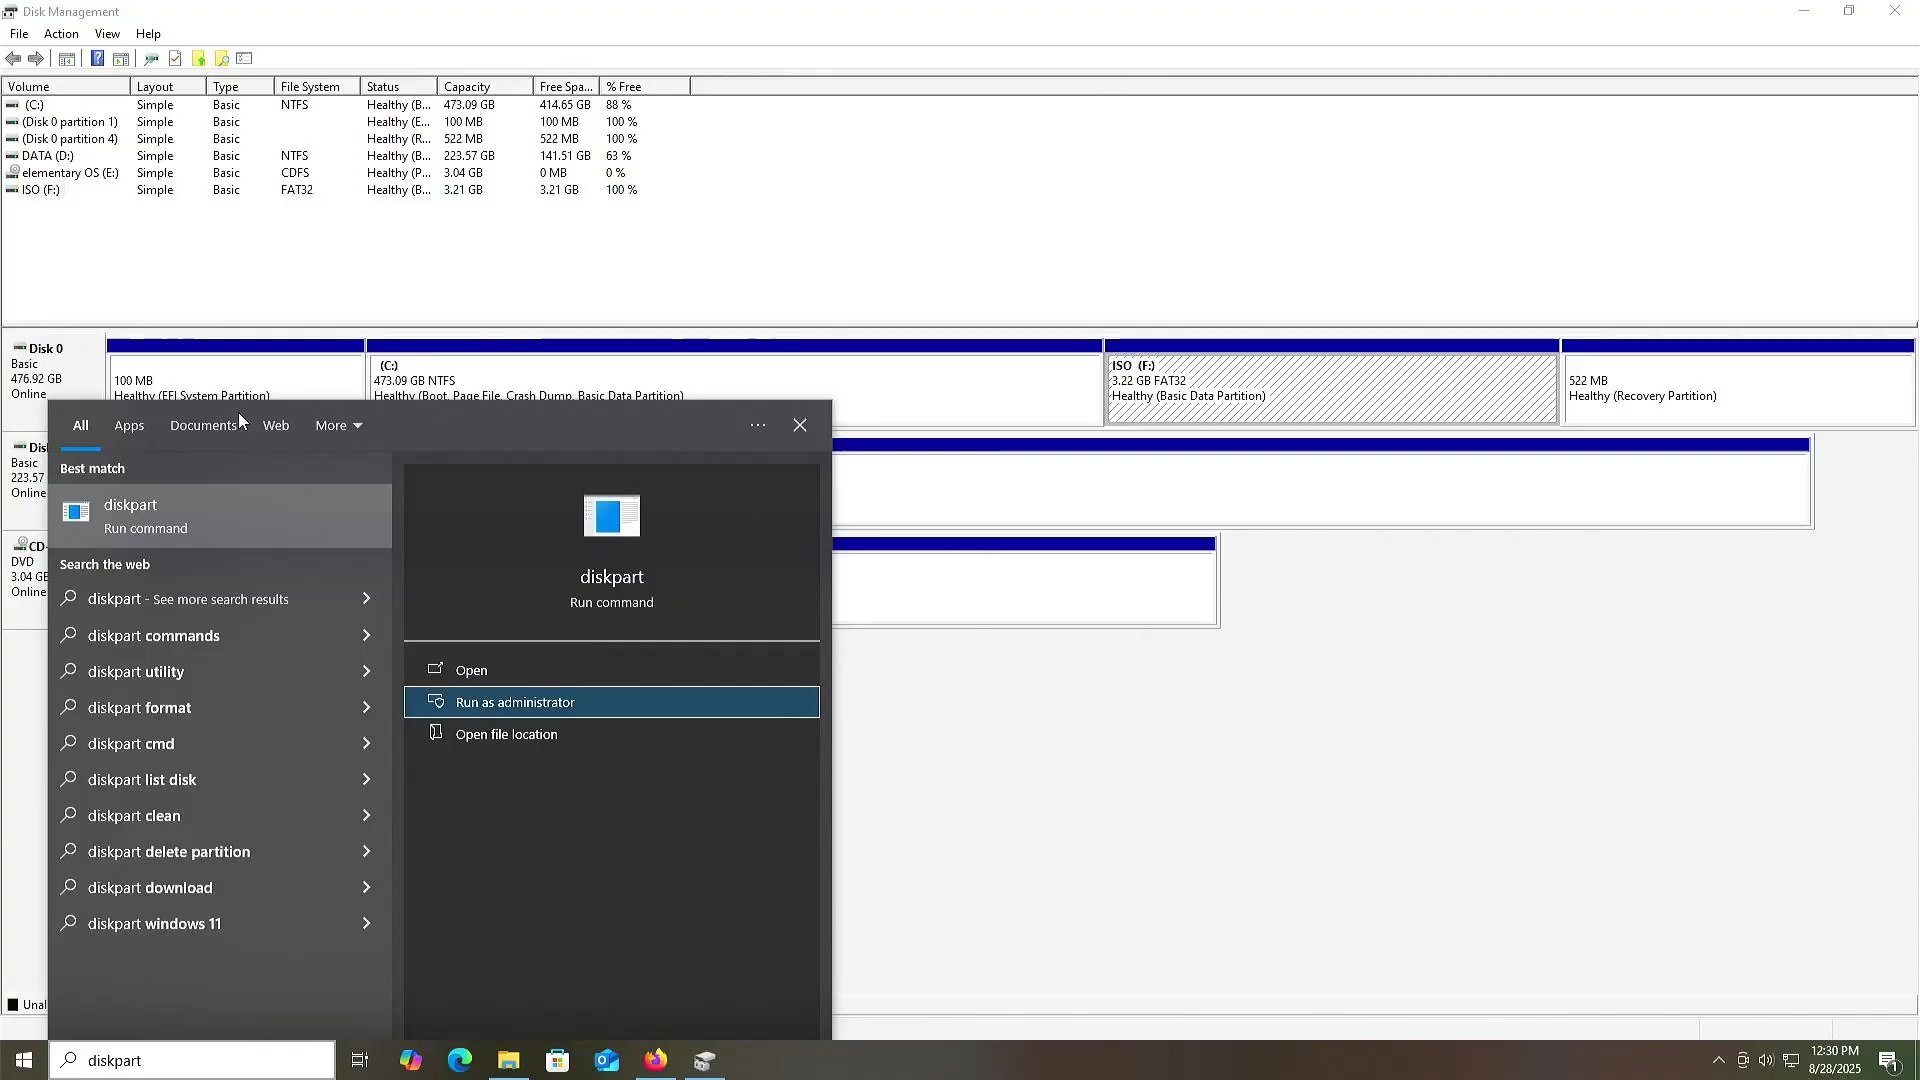 Disk Management
File Action View Help
Volume Layout Type File System Status Capacity Free Spa... % Free
(C:) Simple Basic NTFS Healthy (B... 473.09 GB 414.65 GB 88 %
(Disk 0 partition 1) Simple Basic Healthy (E... 100 MB 100 MB 100 %
(Disk 0 partition 4) Simple Basic Healthy (R... 522 MB 522 MB 100 %
DATA (D:) Simple Basic NTFS Healthy (B... 223.57 GB 141.51 GB 63 %
elementary OS (E:) Simple Basic CDFS Healthy (P... 3.04 GB 0 MB 0 %
ISO (F:) Simple Basic FAT32 Healthy (B... 3.21 GB 3.21 GB 100 %
Disk 0
Basic
476.92 GB
Online
100 MB
Healthy (EFI System Partition)
(C:)
473.09 GB NTFS
Healthy (Boot, Page File, Crash Dump, Basic Data Partition)
ISO (F:)
3.22 GB FAT32
Healthy (Basic Data Partition)
522 MB
Healthy (Recovery Partition)
Dis
Basic
223.57
Online
CD-
DVD
3.04 GB
Online
Unal
All Apps Documents Web More
Best match
diskpart
Run command
Search the web
diskpart - See more search results
diskpart commands
diskpart utility
diskpart format
diskpart cmd
diskpart list disk
diskpart clean
diskpart delete partition
diskpart download
diskpart windows 11
diskpart
Run command
Open
Run as administrator
Open file location
diskpart
12:30 PM
8/28/2025
1